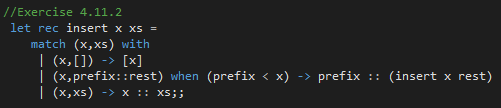 //Exercise 4.11.2
let rec insert x xs =
match (x,xs) with
| (x,[]) -> [x]
| (x,prefix::rest) when (prefix < x) -> prefix :: (insert x rest)
| (x,xs) -> x :: xs;;